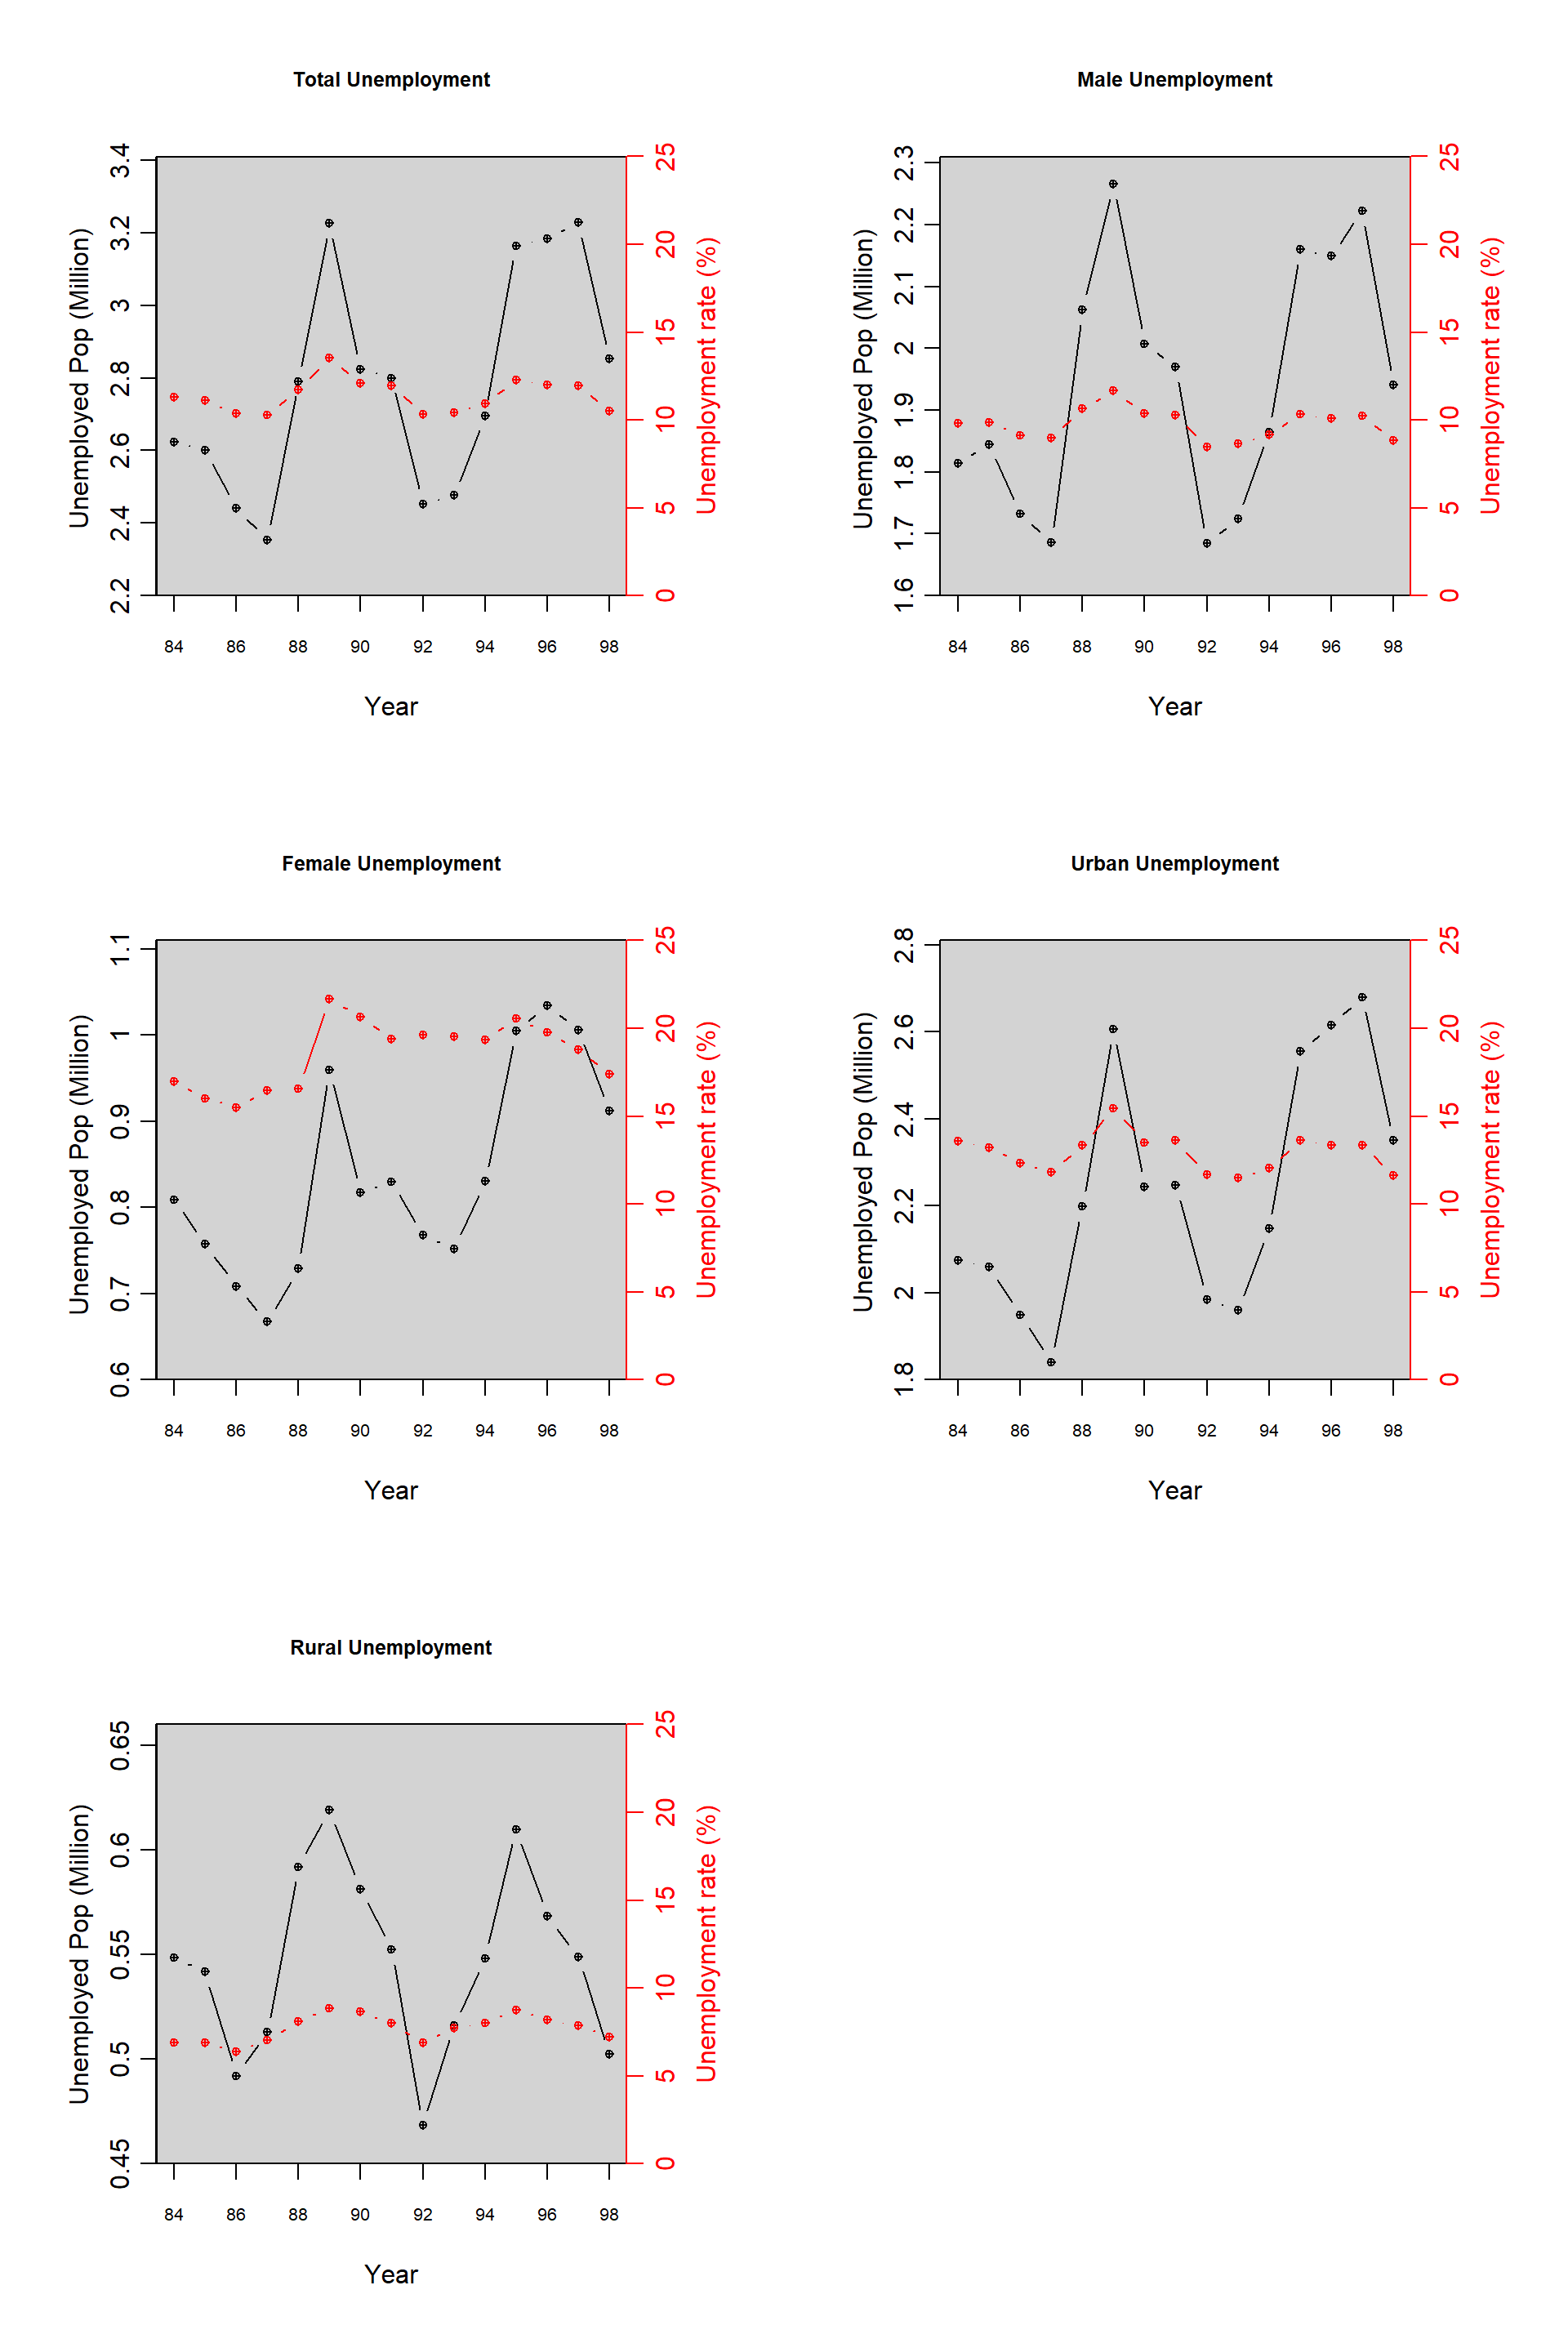 Total Unemployment
Unemployed Pop (Million)
3.4
3.2
3
2.8
2.6
2.4
2.2
25
20
15
10
5
0
Unemployment rate (%)
84 86 88 90 92 94 96 98
Year
Male Unemployment
Unemployed Pop (Million)
2.3
2.2
2.1
2
1.9
1.8
1.7
1.6
25
20
15
10
5
0
Unemployment rate (%)
84 86 88 90 92 94 96 98
Year
Female Unemployment
Unemployed Pop (Million)
1.1
1
0.9
0.8
0.7
0.6
25
20
15
10
5
0
Unemployment rate (%)
84 86 88 90 92 94 96 98
Year
Urban Unemployment
Unemployed Pop (Million)
2.8
2.6
2.4
2.2
2
1.8
25
20
15
10
5
0
Unemployment rate (%)
84 86 88 90 92 94 96 98
Year
Rural Unemployment
Unemployed Pop (Million)
0.65
0.6
0.55
0.5
0.45
25
20
15
10
5
0
Unemployment rate (%)
84 86 88 90 92 94 96 98
Year